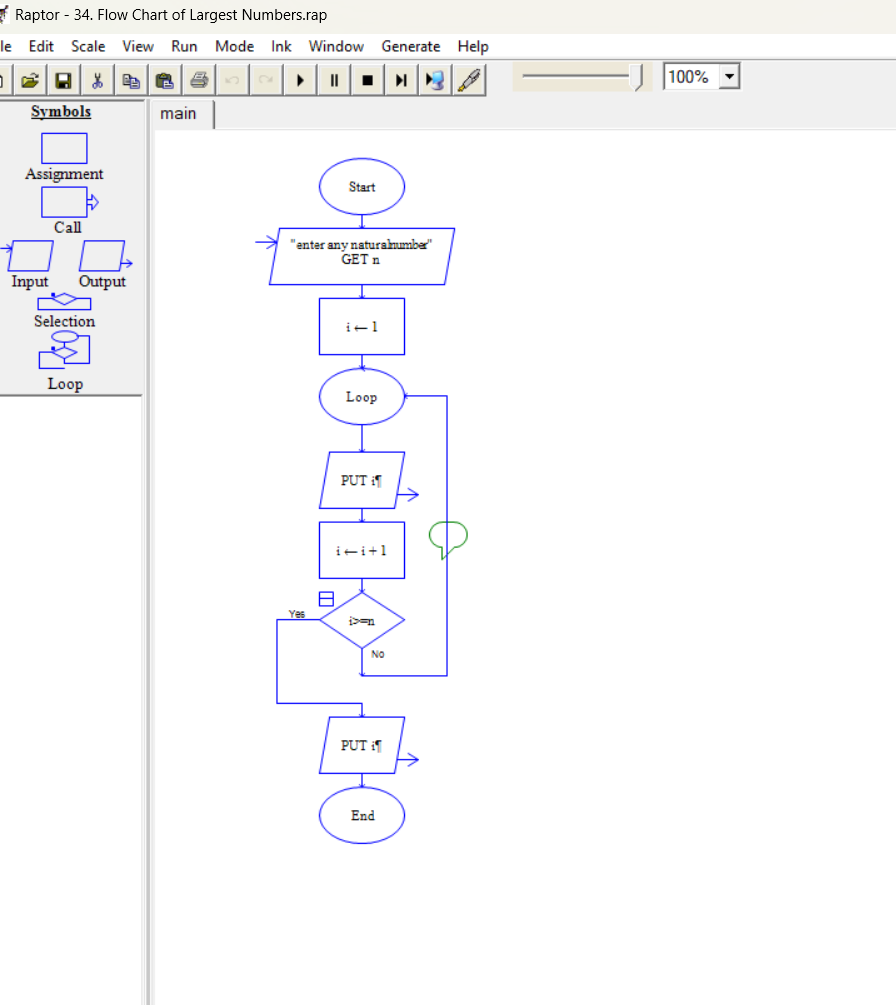 Raptor - 34. Flow Chart of Largest Numbers.rap
le Edit Scale View Run Mode Ink Window Generate Help
100%
Symbols
main
Assignment
Call
Input Output
Selection
Loop
Start
"enter any naturalnumber"
GET n
i ← 1
Loop
PUT i¶
i ← i + 1
Yes
i>=n
No
PUT i¶
End